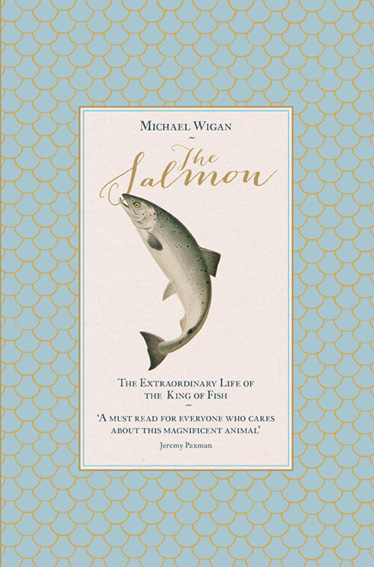 Michael Wigan
~
The
Salmon
The Extraordinary Life of
the King of Fish
~
‘A must read for everyone who cares
about this magnificent animal’
Jeremy Paxman